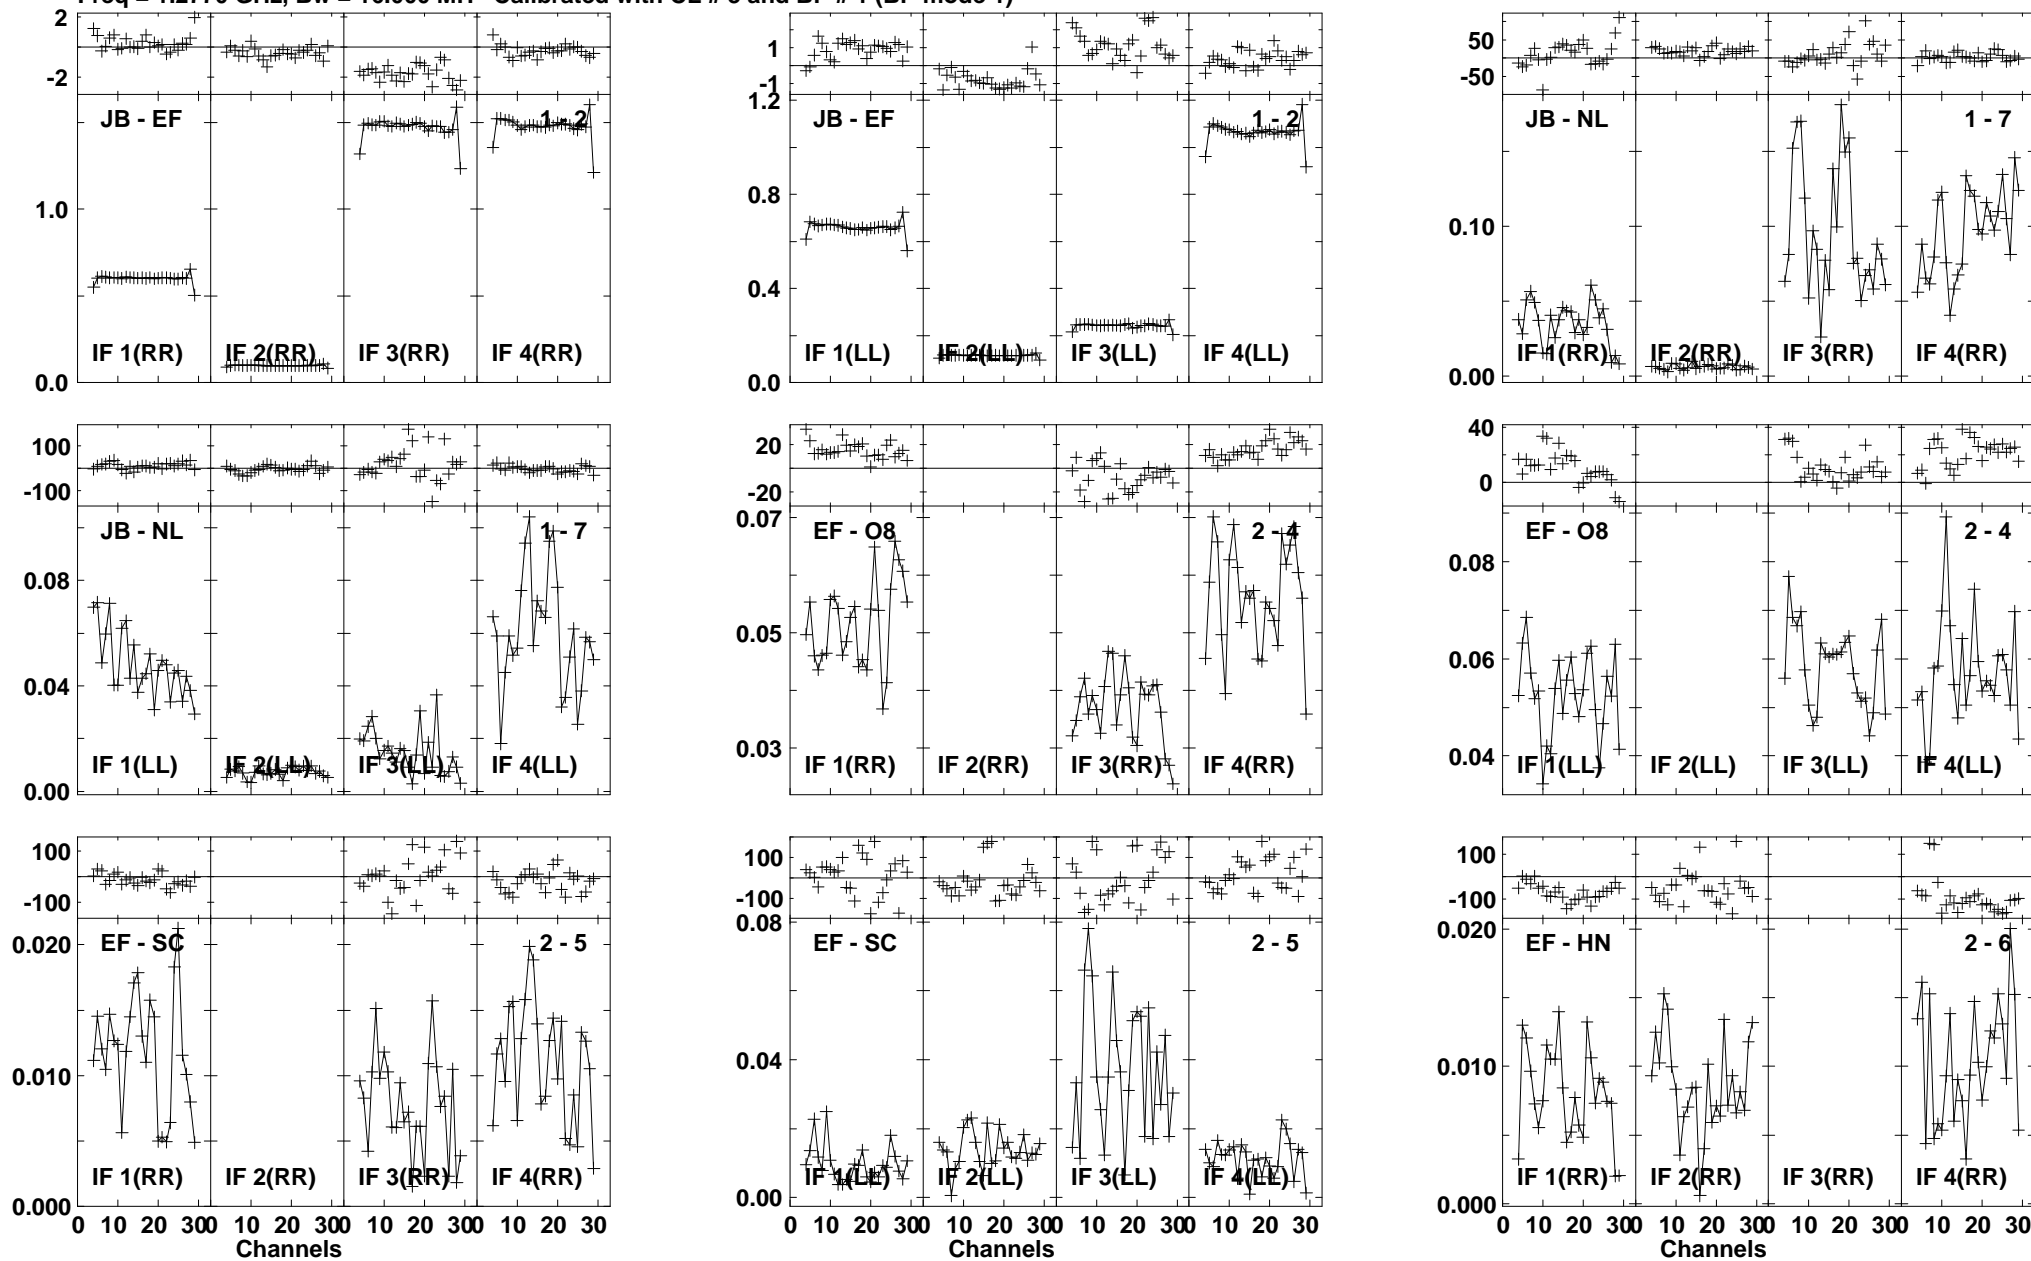 2
-2
JB - EF
1 - 2
1.0
0.0
IF 1(RR)
IF 2(RR)
IF 3(RR)
IF 4(RR)
1
-1
1.2
JB - EF
1 - 2
0.8
0.4
0.0
IF 1(LL)
IF 2(LL)
IF 3(LL)
IF 4(LL)
50
-50
JB - NL
1 - 7
0.10
0.00
IF 1(RR)
IF 2(RR)
IF 3(RR)
IF 4(RR)
100
-100
JB - NL
1 - 7
0.08
0.04
0.00
IF 1(LL)
IF 2(LL)
IF 3(LL)
IF 4(LL)
20
-20
0.07
EF - O8
2 - 4
0.05
0.03
IF 1(RR)
IF 2(RR)
IF 3(RR)
IF 4(RR)
40
0
EF - O8
2 - 4
0.08
0.06
0.04
IF 1(LL)
IF 2(LL)
IF 3(LL)
IF 4(LL)
100
-100
EF - SC
2 - 5
0.020
0.010
0.000
IF 1(RR)
IF 2(RR)
IF 3(RR)
IF 4(RR)
0 10 20 30 0 10 20 30 0 10 20 30 0 10 20 30
Channels
100
-100
0.08
EF - SC
2 - 5
0.04
0.00
IF 1(LL)
IF 2(LL)
IF 3(LL)
IF 4(LL)
0 10 20 30 0 10 20 30 0 10 20 30 0 10 20 30
Channels
100
-100
0.020
EF - HN
2 - 6
0.010
0.000
IF 1(RR)
IF 2(RR)
IF 3(RR)
IF 4(RR)
0 10 20 30 0 10 20 30 0 10 20 30 0 10 20 30
Channels